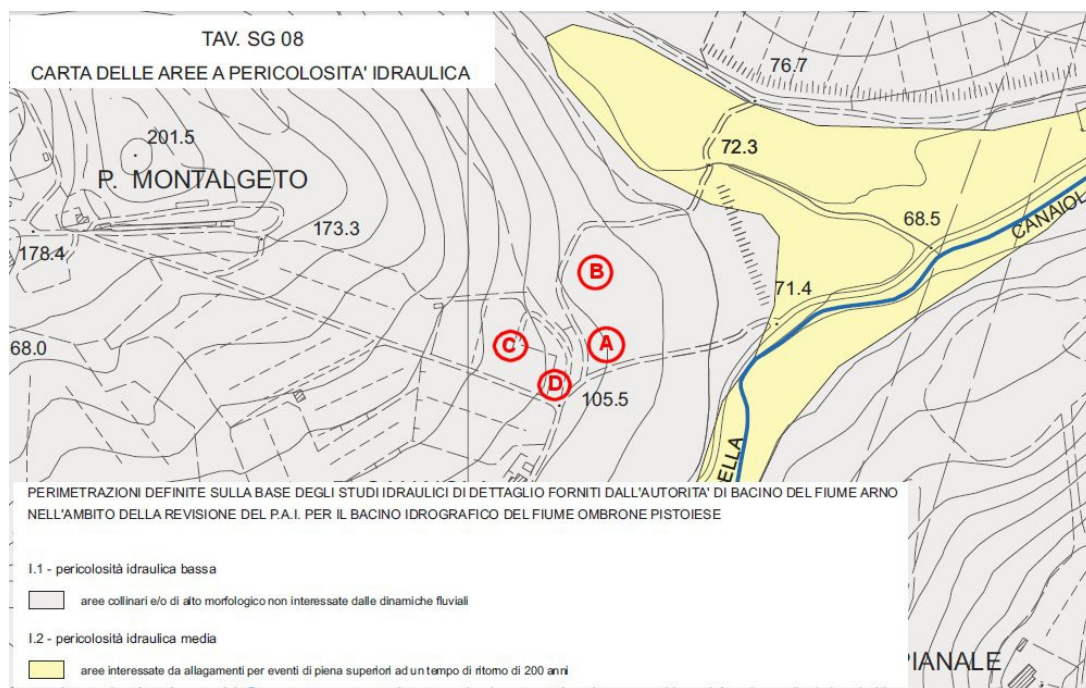 TAV. SG 08
CARTA DELLE AREE A PERICOLOSITA' IDRAULICA
76.7
201.5
72.3
P. MONTALGETO
68.5
CANAIOL
173.3
178.4
B
71.4
C
A
68.0
D
105.5
ELLA
PERIMETRAZIONI DEFINITE SULLA BASE DEGLI STUDI IDRAULICI DI DETTAGLIO FORNITI DALL'AUTORITA' DI BACINO DEL FIUME ARNO
NELL'AMBITO DELLA REVISIONE DEL P.A.I. PER IL BACINO IDROGRAFICO DEL FIUME OMBRONE PISTOIESE
I.1 - pericolosità idraulica bassa
aree collinari e/o di alto morfologico non interessate dalle dinamiche fluviali
I.2 - pericolosità idraulica media
PIANALE
aree interessate da allagamenti per eventi di piena superiori ad un tempo di ritorno di 200 anni